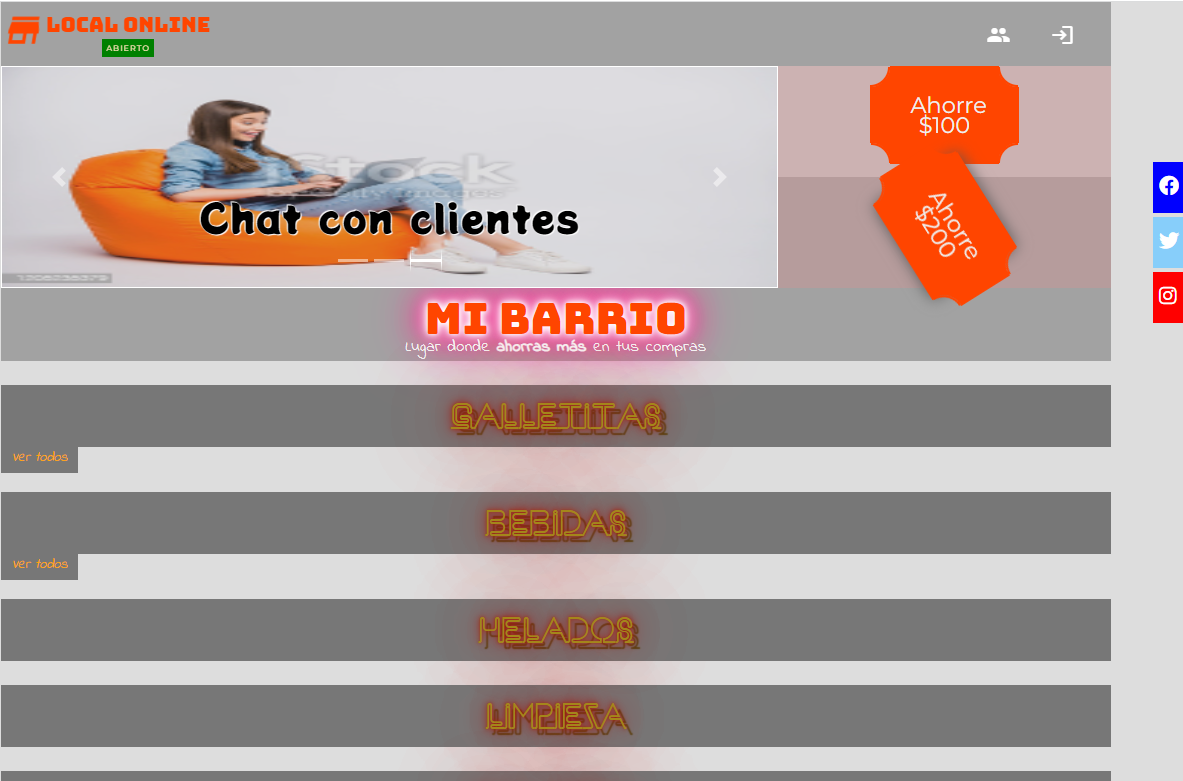 LOCAL ONLINE
ABIERTO
iStock
Chat con clientes
Ahorre
$100
Ahorre
$200
MI BARRIO
Lugar donde ahorras más en tus compras
GALLETITAS
Ver todos
BEBIDAS
Ver todos
HELADOS
LIMPIEZA